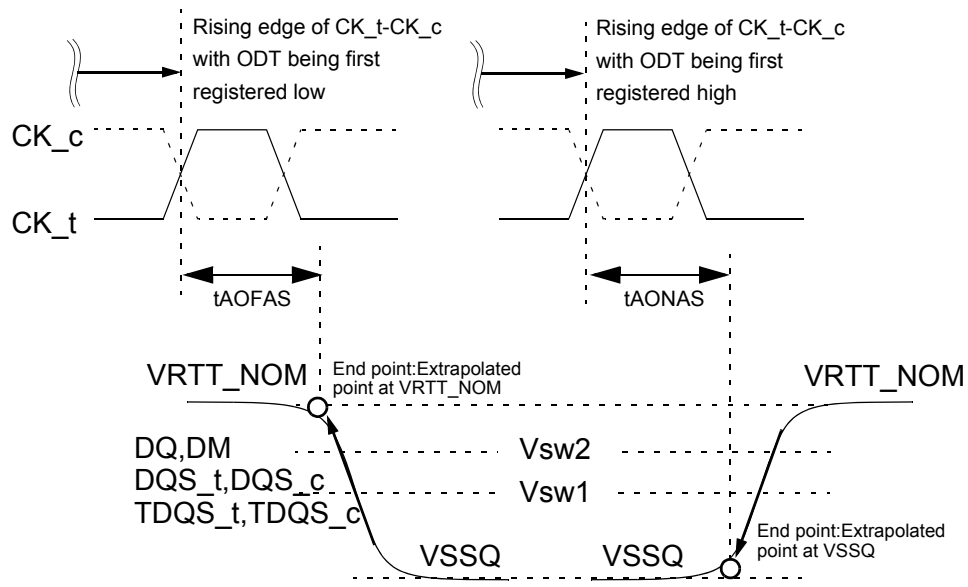 Rising edge of CK_t-CK_c
with ODT being first
registered low
Rising edge of CK_t-CK_c
with ODT being first
registered high
CK_c
CK_t
tAOFAS
tAONAS
VRTT_NOM
End point:Extrapolated
point at VRTT_NOM
VRTT_NOM
DQ,DM
DQS_t,DQS_c
TDQS_t,TDQS_c
Vsw2
Vsw1
VSSQ
VSSQ
End point:Extrapolated
point at VSSQ